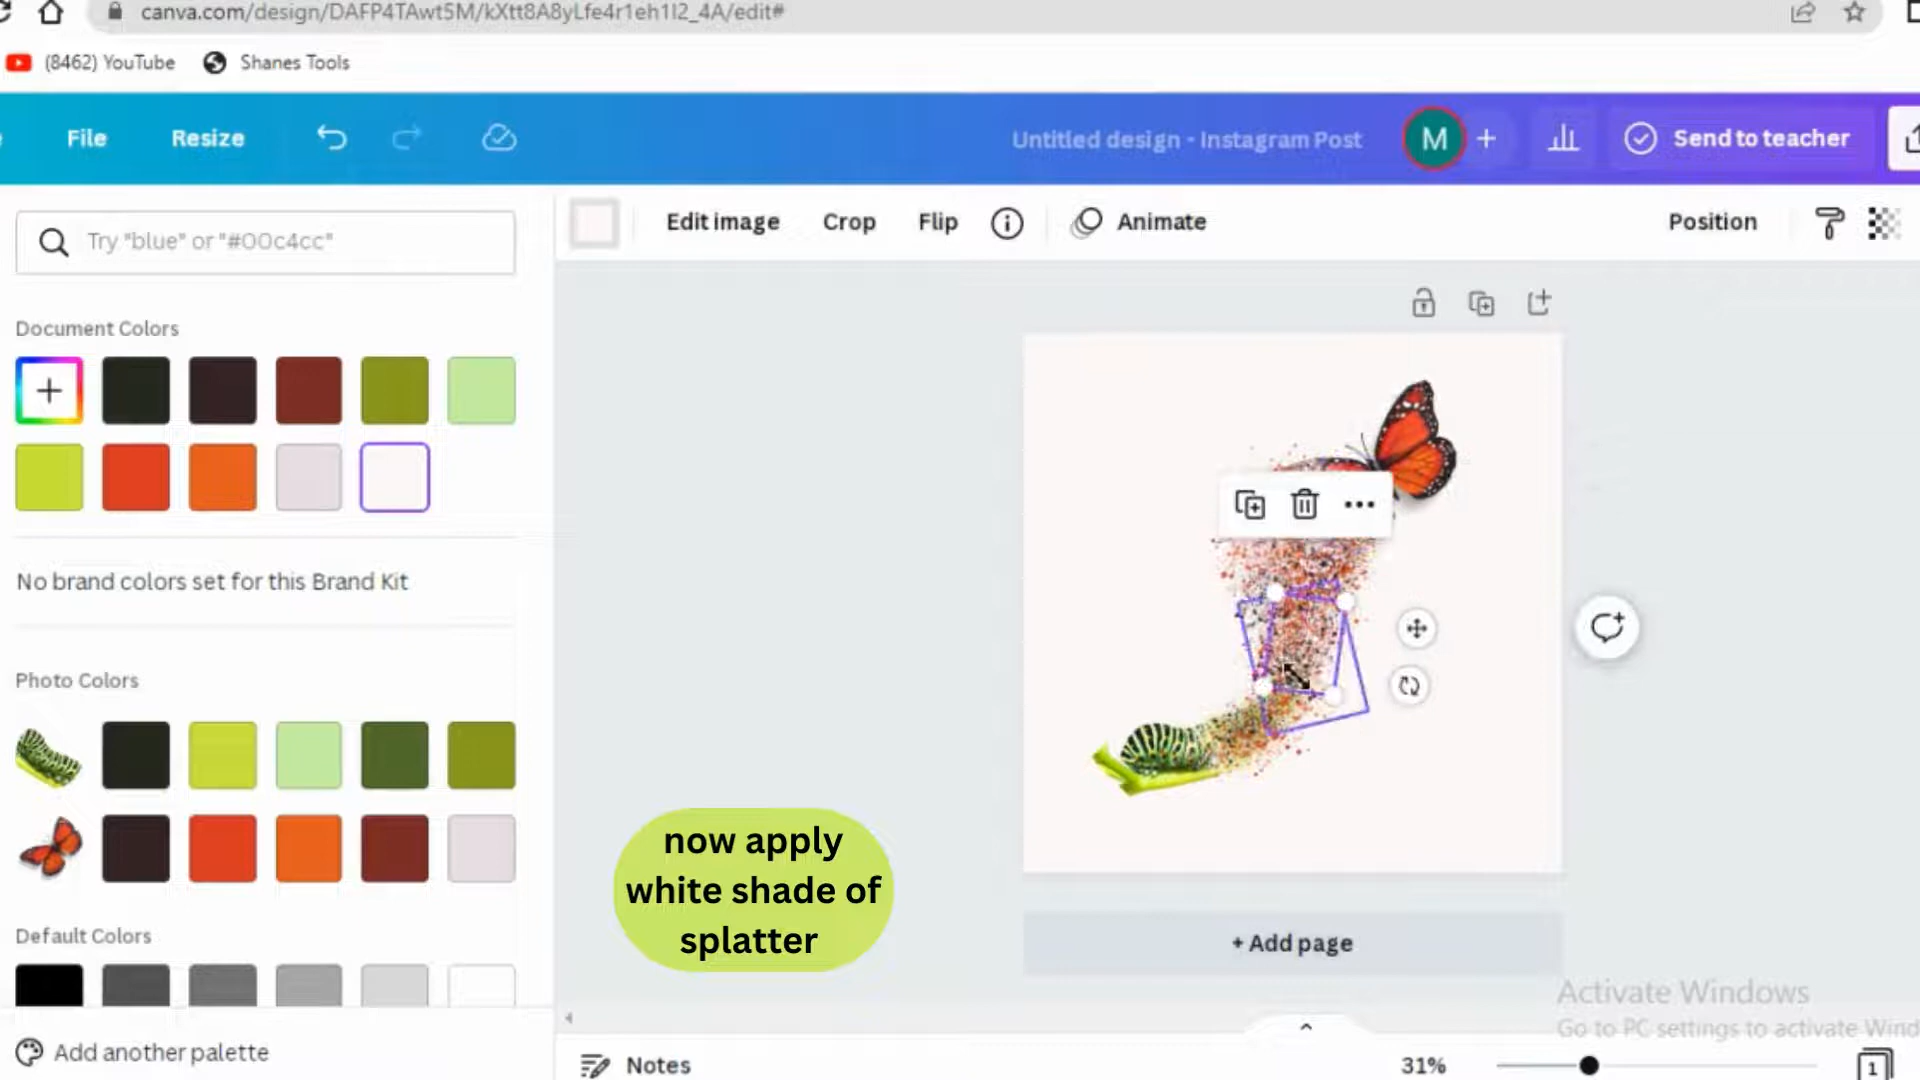 canva.com/design/DAFP4TAwt5M/kXtt8A8yLfe4r1eh1I2_4A/edit#
(8462) YouTube
Shanes Tools
File
Resize
Untitled design - Instagram Post
M
Send to teacher
Try "blue" or "#00c4cc"
Edit image
Crop
Flip
Animate
Position
Document Colors
No brand colors set for this Brand Kit
Photo Colors
Default Colors
Add another palette
now apply
white shade of
splatter
+ Add page
Activate Windows
Go to PC settings to activate Wind
Notes
31%
1